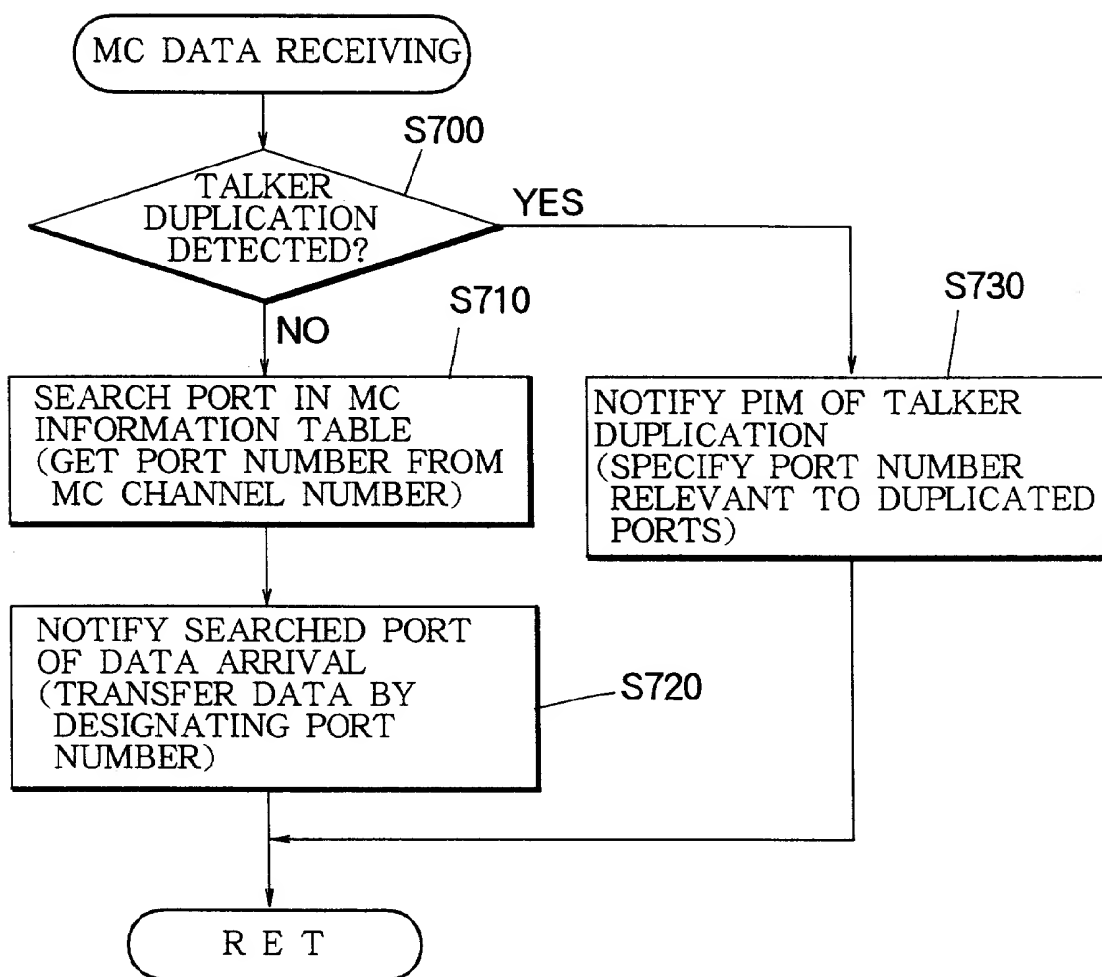 MC DATA RECEIVING
S700
TALKER
DUPLICATION
DETECTED?
YES
NO
S710
SEARCH PORT IN MC
INFORMATION TABLE
(GET PORT NUMBER FROM
MC CHANNEL NUMBER)
S730
NOTIFY PIM OF TALKER
DUPLICATION
(SPECIFY PORT NUMBER
RELEVANT TO DUPLICATED
PORTS)
NOTIFY SEARCHED PORT
OF DATA ARRIVAL
(TRANSFER DATA BY
DESIGNATING PORT
NUMBER)
S720
R E T